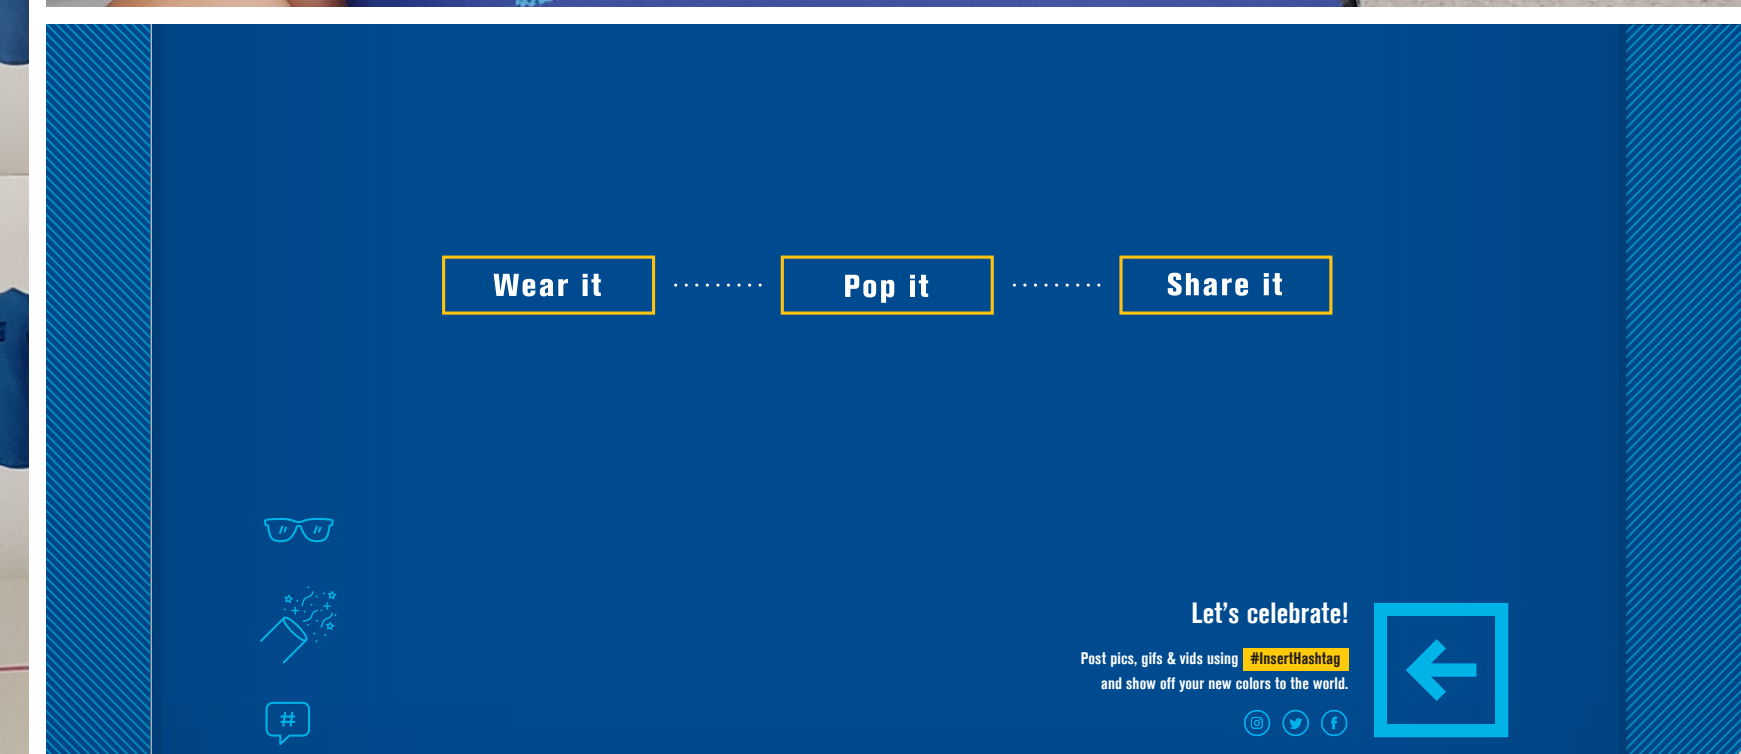 Wear it
Pop it
Share it
Let's celebrate!
Post pics, gifs & vids using #InsertHashtag
and show off your new colors to the world.
#